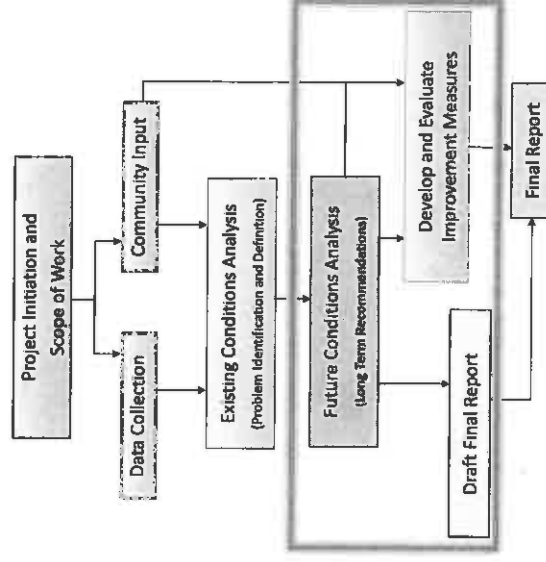 Project Initiation and
Scope of Work
Data Collection
Community Input
Existing Conditions Analysis
(Problem Identification and Definition)
Future Conditions Analysis
(Long Term Recommendations)
Develop and Evaluate
Improvement Measures
Draft Final Report
Final Report